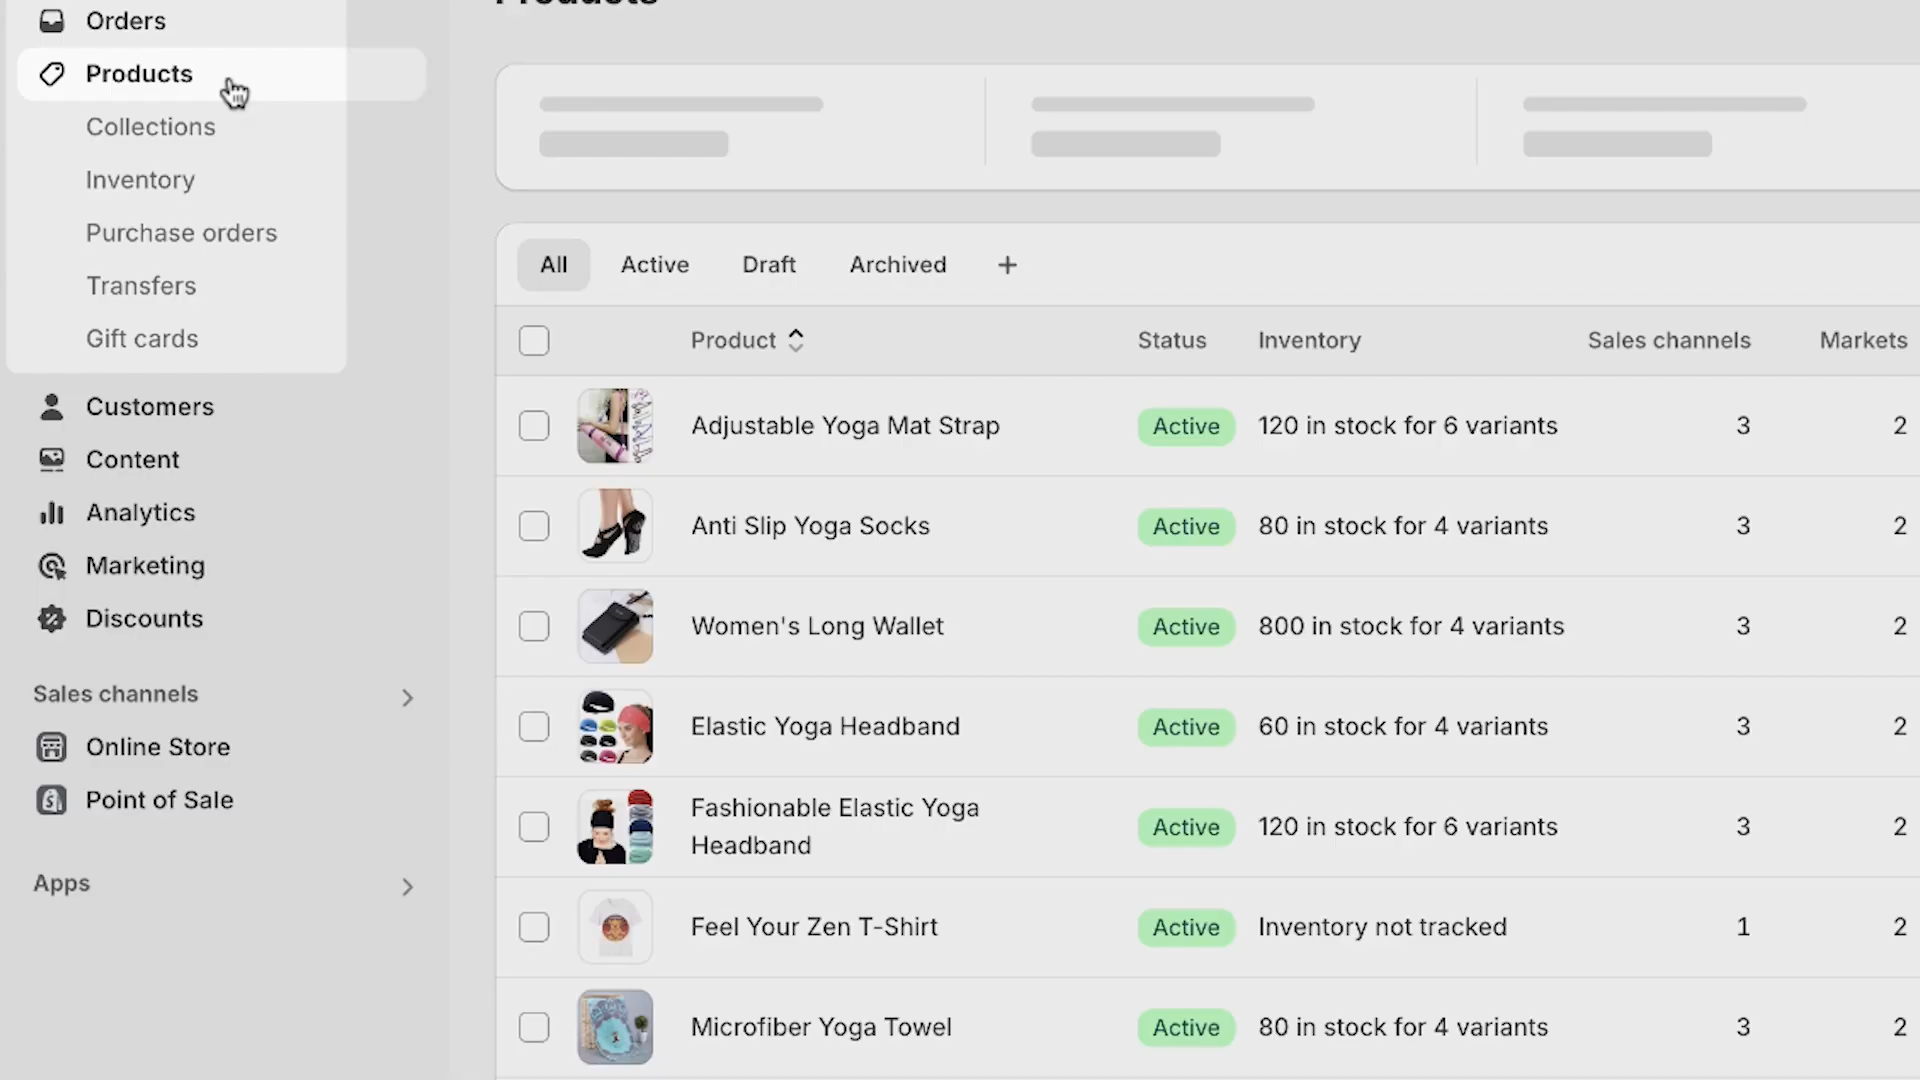 Products
Orders
Products
Collections
Inventory
Purchase orders
Transfers
Gift cards
Customers
Content
Analytics
Marketing
Discounts
Sales channels
Online Store
Point of Sale
Apps
All Active Draft Archived +
Product Status Inventory Sales channels Markets
Adjustable Yoga Mat Strap Active 120 in stock for 6 variants 3 2
Anti Slip Yoga Socks Active 80 in stock for 4 variants 3 2
Women's Long Wallet Active 800 in stock for 4 variants 3 2
Elastic Yoga Headband Active 60 in stock for 4 variants 3 2
Fashionable Elastic Yoga
Headband Active 120 in stock for 6 variants 3 2
Feel Your Zen T-Shirt Active Inventory not tracked 1 2
Microfiber Yoga Towel Active 80 in stock for 4 variants 3 2